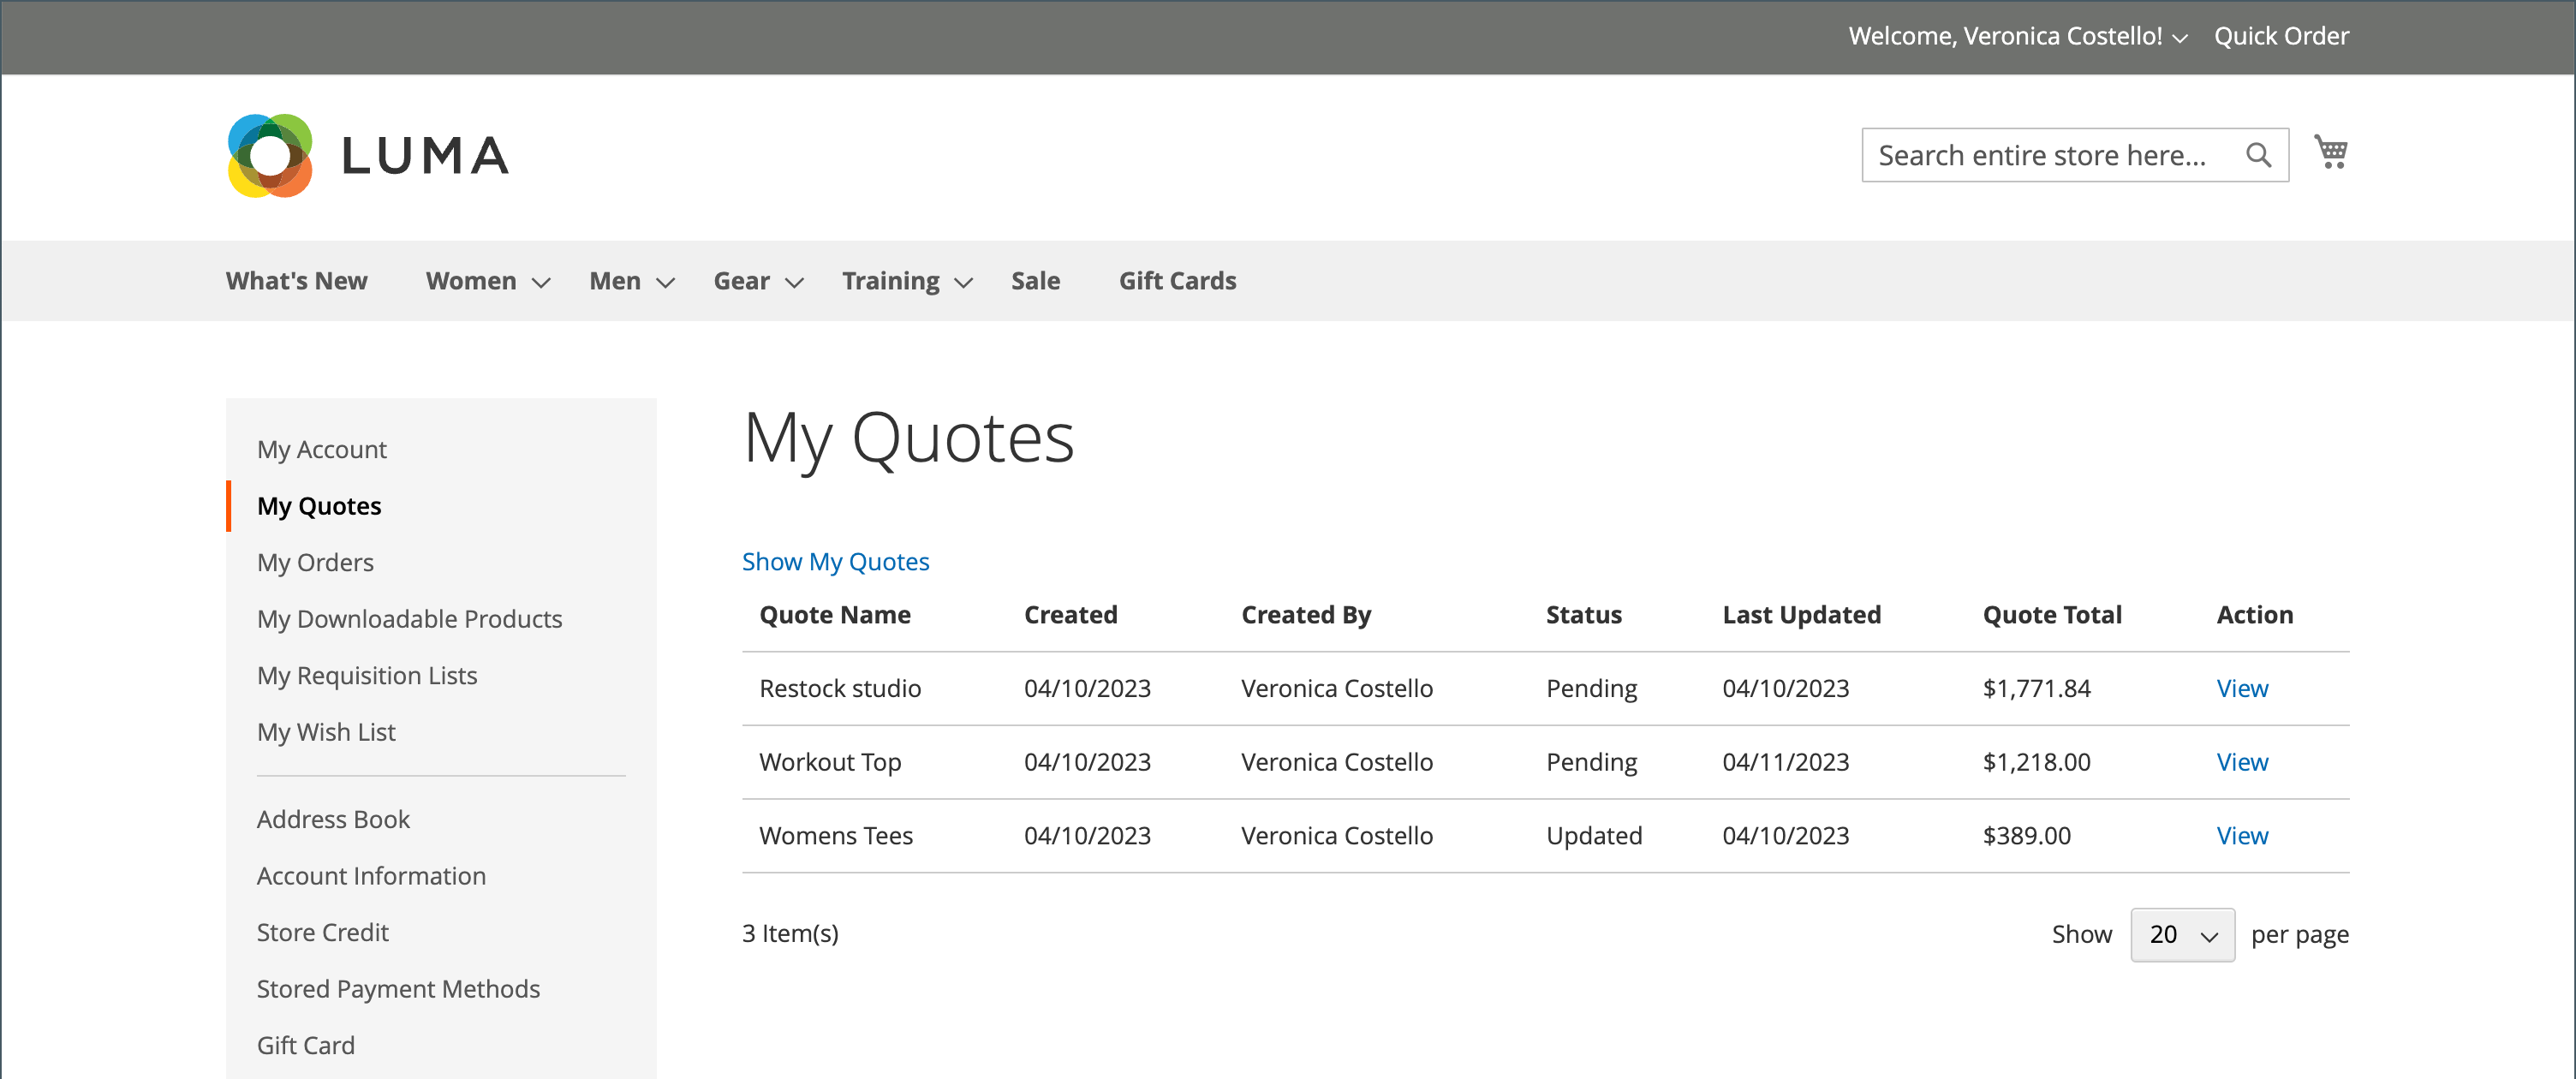 Welcome, Veronica Costello! Quick Order
LUMA
Search entire store here...
What's New Women Men Gear Training Sale Gift Cards
My Account
My Quotes
My Orders
My Downloadable Products
My Requisition Lists
My Wish List
Address Book
Account Information
Store Credit
Stored Payment Methods
Gift Card
My Quotes
Show My Quotes
Quote Name Created Created By Status Last Updated Quote Total Action
Restock studio 04/10/2023 Veronica Costello Pending 04/10/2023 $1,771.84 View
Workout Top 04/10/2023 Veronica Costello Pending 04/11/2023 $1,218.00 View
Womens Tees 04/10/2023 Veronica Costello Updated 04/10/2023 $389.00 View
3 Item(s) Show 20 per page